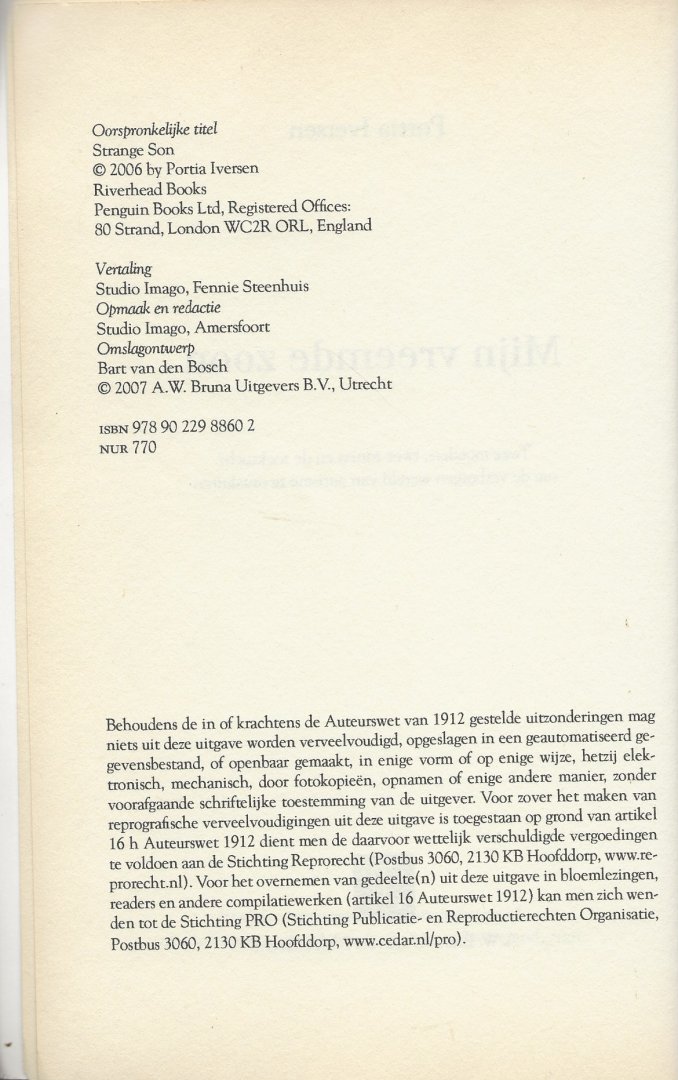 Oorspronkelijke titel
Strange Son
© 2006 by Portia Iversen
Riverhead Books
Penguin Books Ltd, Registered Offices:
80 Strand, London WC2R ORL, England
Vertaling
Studio Imago, Fennie Steenhuis
Opmaak en redactie
Studio Imago, Amersfoort
Omslagontwerp
Bart van den Bosch
© 2007 A.W. Bruna Uitgevers B.V., Utrecht
ISBN 978 90 229 8860 2
NUR 770
Behoudens de in of krachtens de Auteurswet van 1912 gestelde uitzonderingen mag
niets uit deze uitgave worden verveelvoudigd, opgeslagen in een geautomatiseerd ge-
gevensbestand, of openbaar gemaakt, in enige vorm of op enige wijze, hetzij elek-
tronisch, mechanisch, door fotokopieën, opnamen of enige andere manier, zonder
voorafgaande schriftelijke toestemming van de uitgever. Voor zover het maken van
reprografische verveelvoudigingen uit deze uitgave is toegestaan op grond van artikel
16 h Auteurswet 1912 dient men de daarvoor wettelijk verschuldigde vergoedingen
te voldoen aan de Stichting Reprorecht (Postbus 3060, 2130 KB Hoofddorp, www.re-
prorecht.nl). Voor het overnemen van gedeelte(n) uit deze uitgave in bloemlezingen,
readers en andere compilatiewerken (artikel 16 Auteurswet 1912) kan men zich wen-
den tot de Stichting PRO (Stichting Publicatie- en Reproductierechten Organisatie,
Postbus 3060, 2130 KB Hoofddorp, www.cedar.nl/pro).